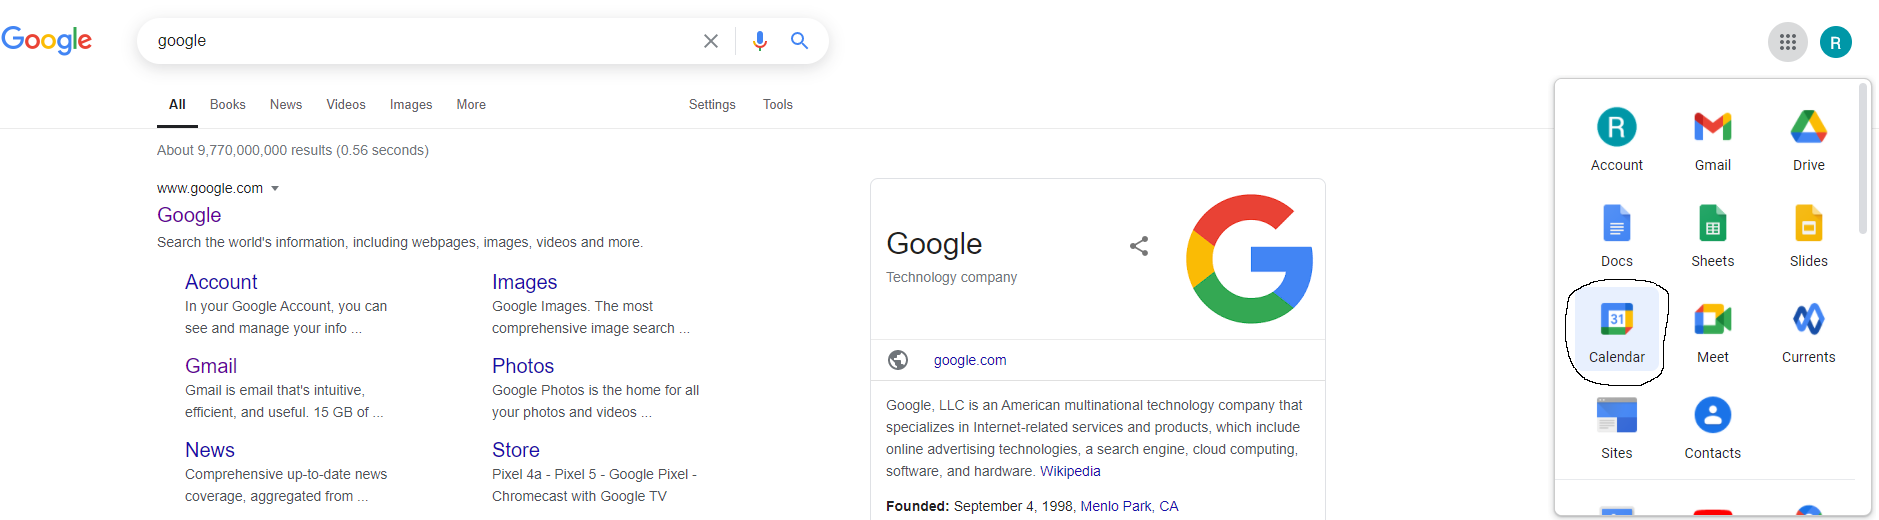 Google
google
R
All Books News Videos Images More Settings Tools
About 9,770,000,000 results (0.56 seconds)
www.google.com
Google
Search the world's information, including webpages, images, videos and more.
Account
In your Google Account, you can
see and manage your info ...
Images
Google Images. The most
comprehensive image search ...
Gmail
Gmail is email that's intuitive,
efficient, and useful. 15 GB of ...
Photos
Google Photos is the home for all
your photos and videos ...
News
Comprehensive up-to-date news
coverage, aggregated from ...
Store
Pixel 4a - Pixel 5 - Google Pixel -
Chromecast with Google TV
Google
Technology company
G
google.com
Google, LLC is an American multinational technology company that
specializes in Internet-related services and products, which include
online advertising technologies, a search engine, cloud computing,
software, and hardware. Wikipedia
Founded: September 4, 1998, Menlo Park, CA
R
Account Gmail Drive
Docs Sheets Slides
31
Calendar Meet Currents
Sites Contacts